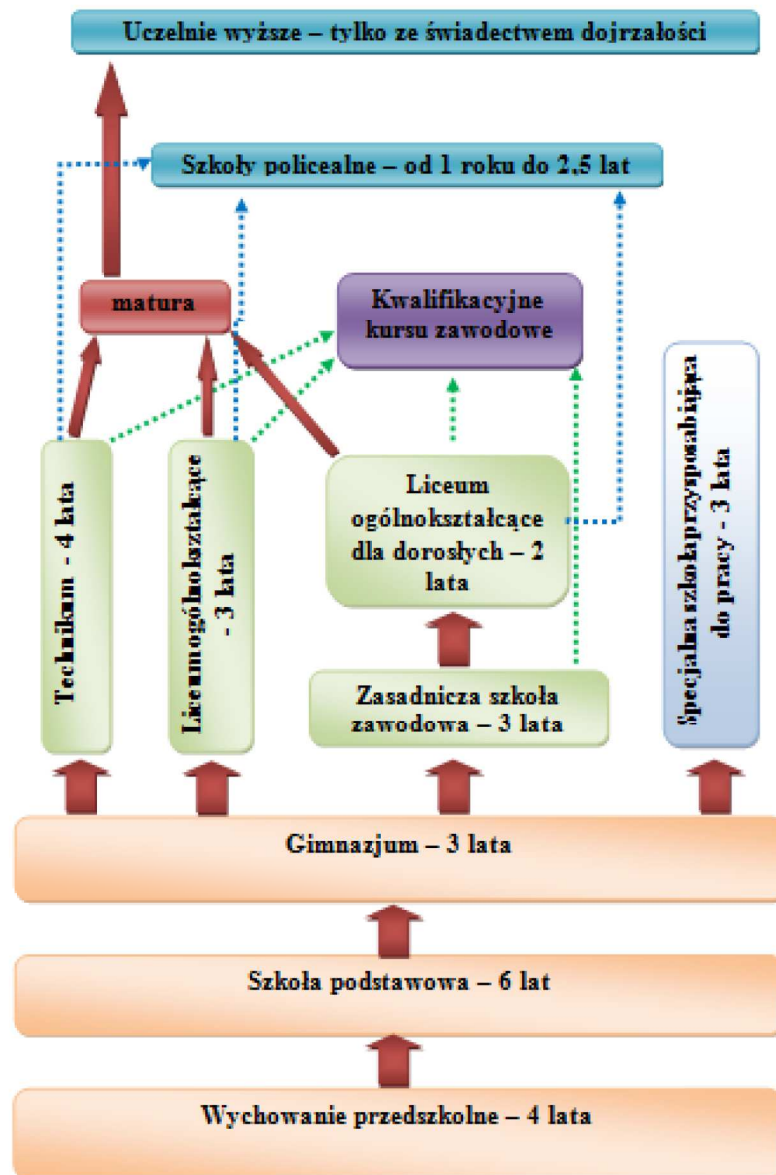 Uczelnie wyższe – tylko ze świadectwem dojrzałości
Szkoły policealne – od 1 roku do 2,5 lat
matura
Kwalifikacyjne
kursu zawodowe
Technikum - 4 lata
Liceum ogólnokształcące
- 3 lata
Liceum
ogólnokształcące
dla dorosłych – 2
lata
Specjalna szkoła przysposabiająca
do pracy - 3 lata
Zasadnicza szkoła
zawodowa – 3 lata
Gimnazjum – 3 lata
Szkoła podstawowa – 6 lat
Wychowanie przedszkolne – 4 lata